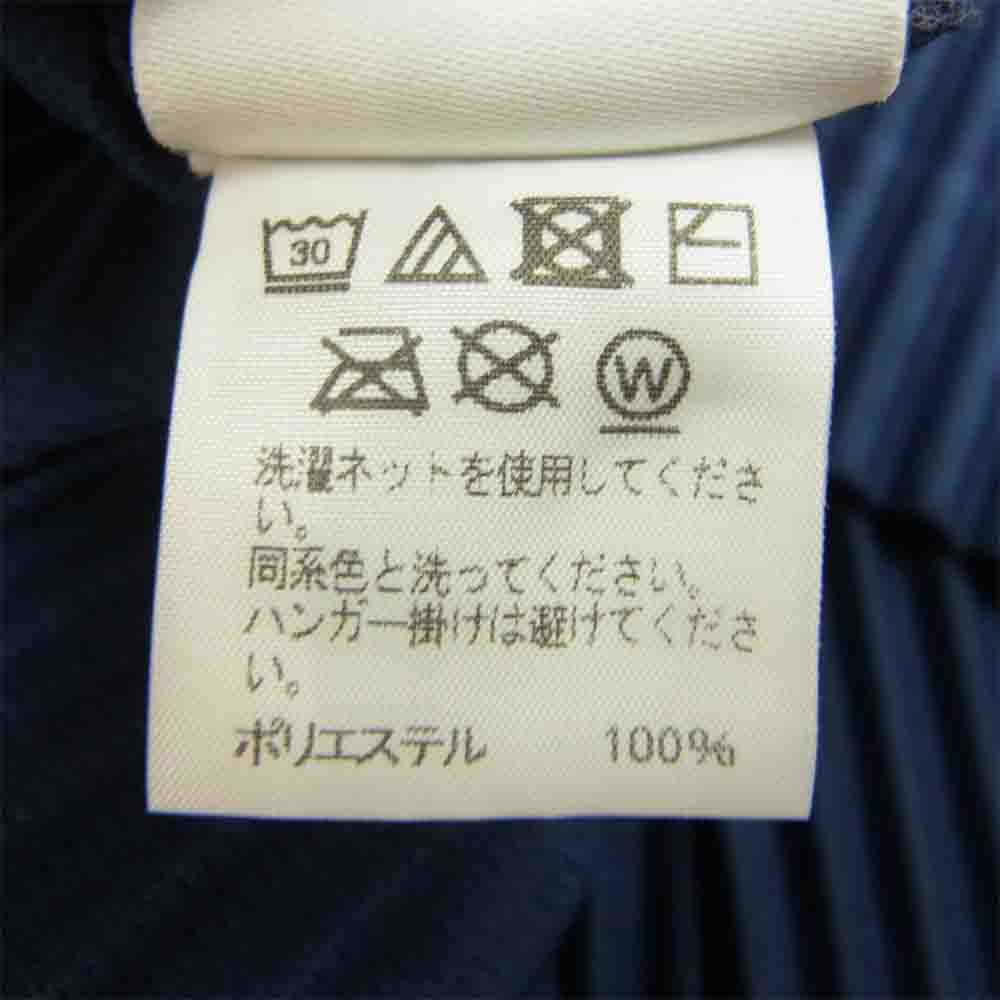 30
W
洗濯ネットを使用してくださ
い。
同系色と洗ってください。
ハンガー掛けは避けてくださ
い。
ポリエステル 100%